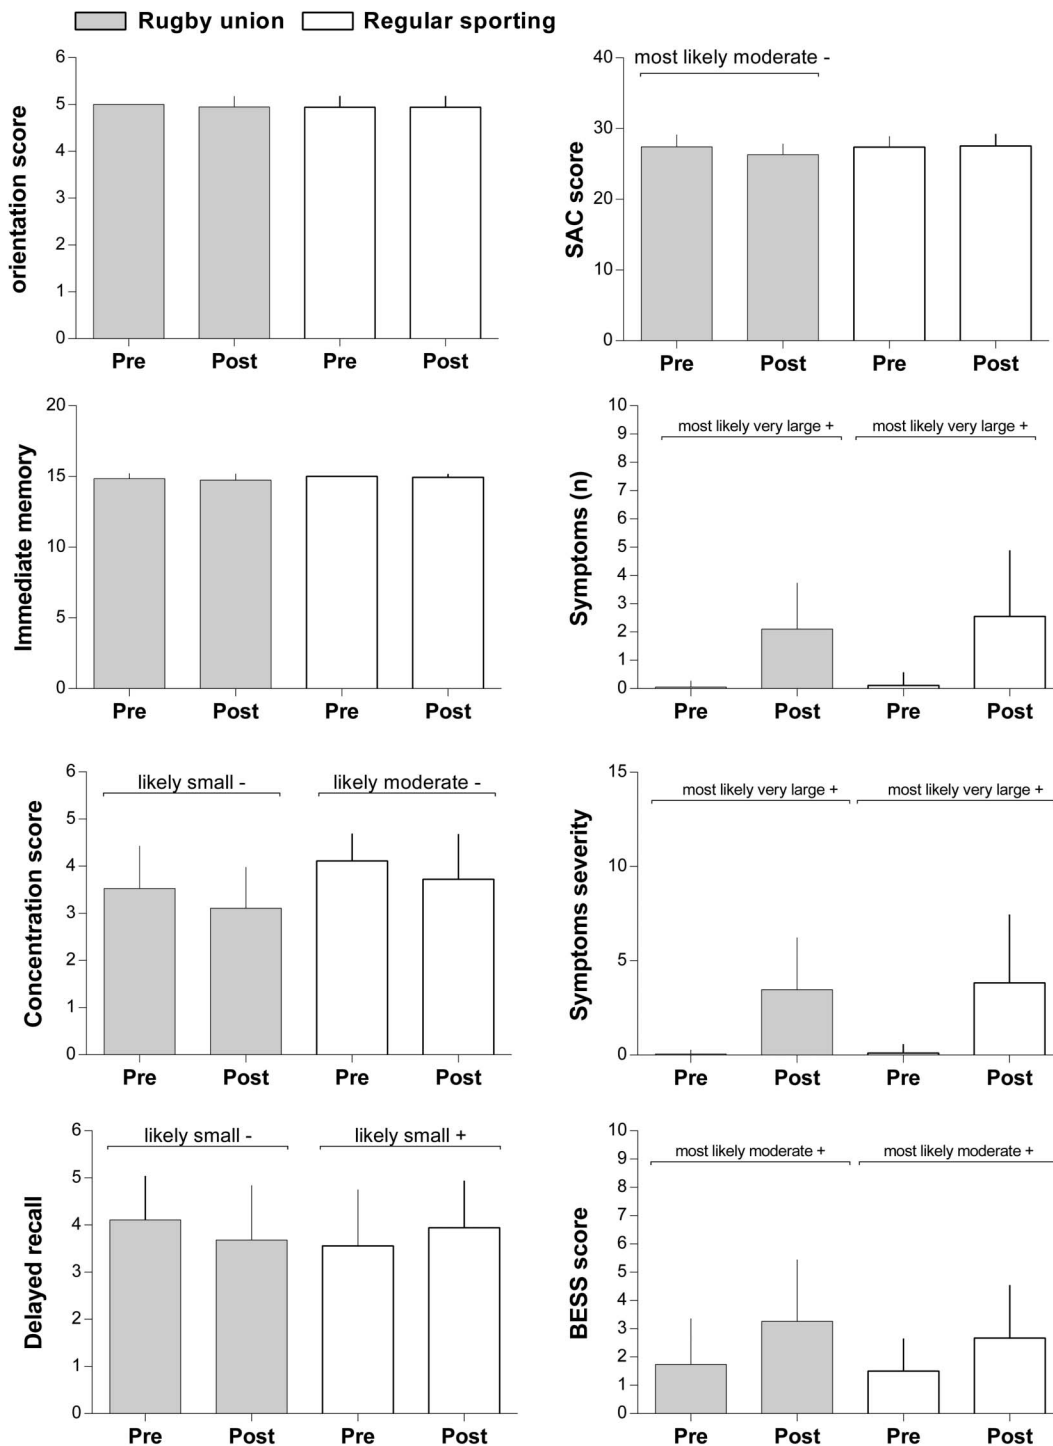 Rugby union Regular sporting
orientation score
6
5
4
3
2
1
0
Pre Post Pre Post
SAC score
most likely moderate -
40
30
20
10
0
Pre Post Pre Post
Immediate memory
20
15
10
5
0
Pre Post Pre Post
Symptoms (n)
most likely very large + most likely very large +
10
9
8
7
6
5
4
3
2
1
0
Pre Post Pre Post
Concentration score
likely small - likely moderate -
6
5
4
3
2
1
0
Pre Post Pre Post
Symptoms severity
most likely very large + most likely very large +
15
10
5
0
Pre Post Pre Post
Delayed recall
likely small - likely small +
6
5
4
3
2
1
0
Pre Post Pre Post
BESS score
most likely moderate + most likely moderate +
10
9
8
7
6
5
4
3
2
1
0
Pre Post Pre Post